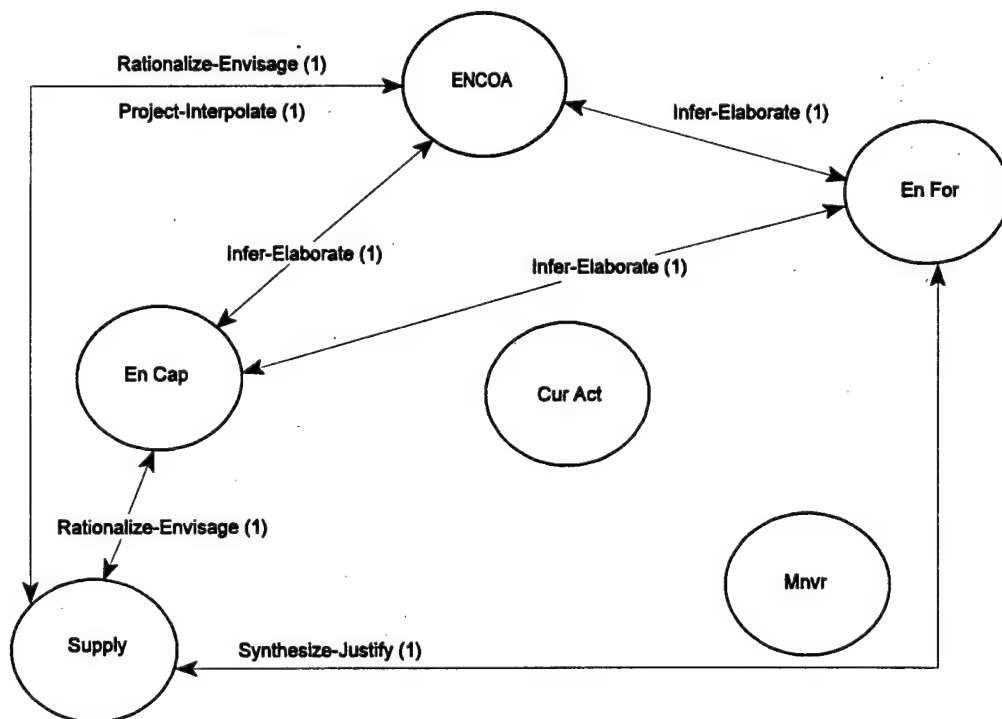 Rationalize-Envisage (1)
ENCOA
Project-Interpolate (1)
Infer-Elaborate (1)
En For
Infer-Elaborate (1)
Infer-Elaborate (1)
En Cap
Cur Act
Rationalize-Envisage (1)
Mnvr
Supply
Synthesize-Justify (1)